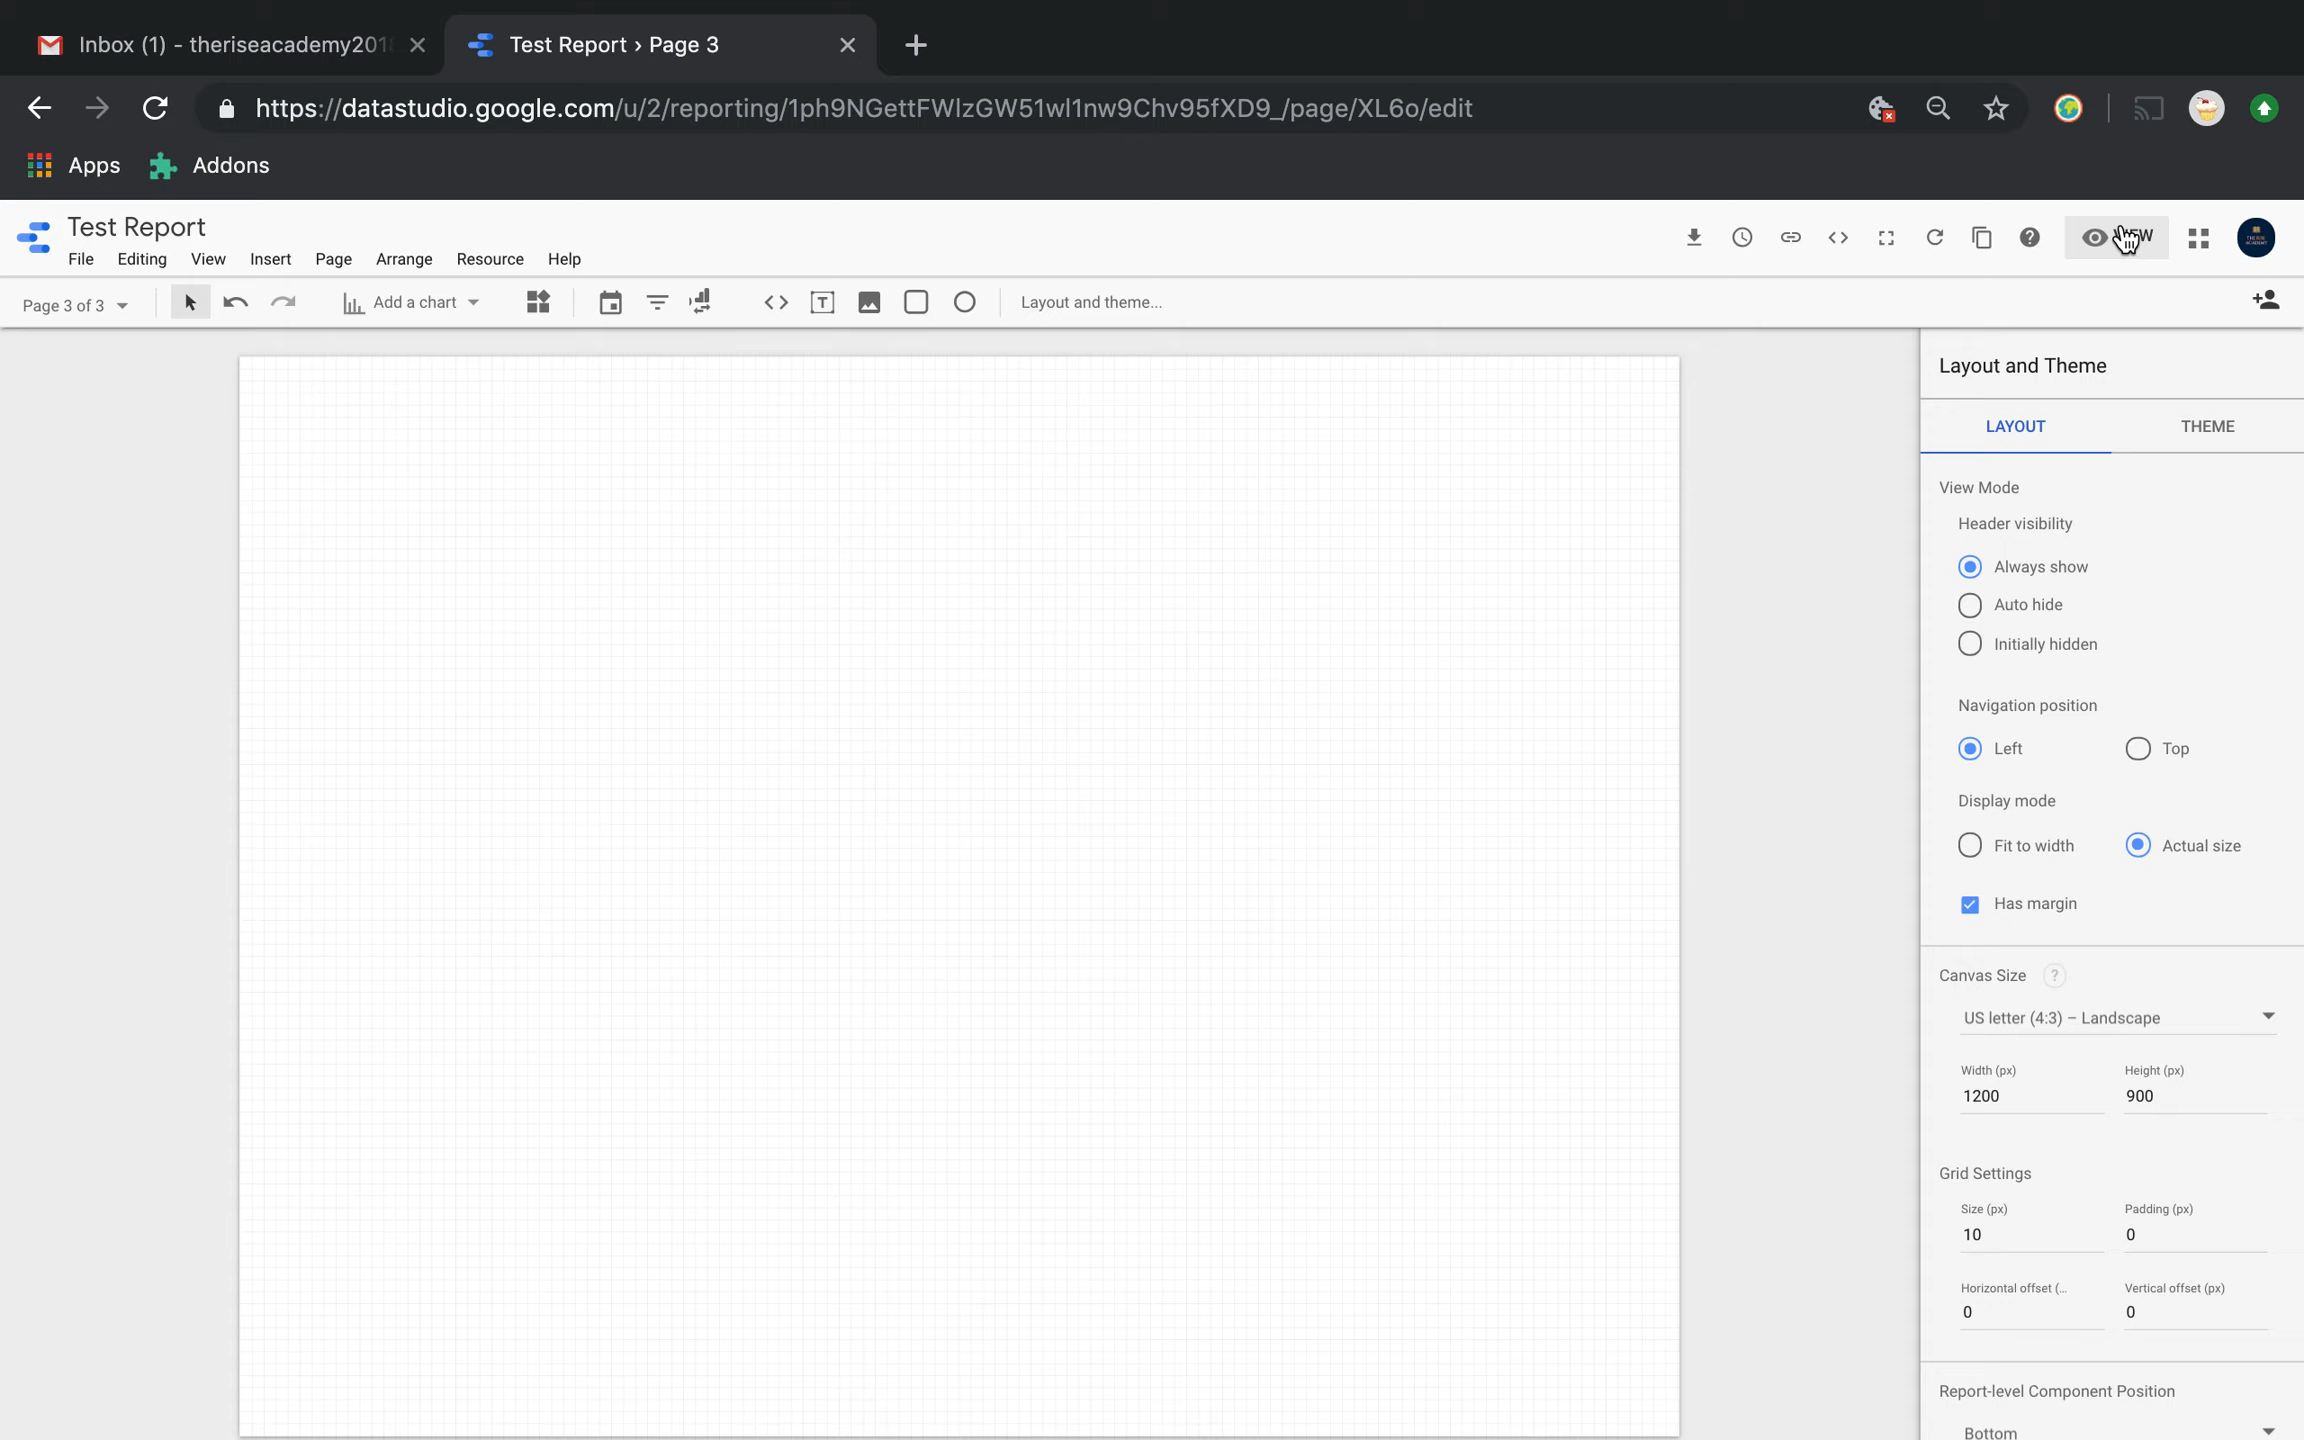 Inbox (1) - theriseacademy201
Test Report › Page 3
https://datastudio.google.com/u/2/reporting/1ph9NGettFWlzGW51wl1nw9Chv95fXD9_/page/XL6o/edit
Apps
Addons
Test Report
File
Editing
View
Insert
Page
Arrange
Resource
Help
Page 3 of 3
Add a chart
Layout and theme...
Layout and Theme
LAYOUT
THEME
View Mode
Header visibility
Always show
Auto hide
Initially hidden
Navigation position
Left
Top
Display mode
Fit to width
Actual size
Has margin
Canvas Size ?
US letter (4:3) – Landscape
Width (px)
Height (px)
1200
900
Grid Settings
Size (px)
Padding (px)
10
0
Horizontal offset (...
Vertical offset (px)
0
0
Report-level Component Position
Bottom